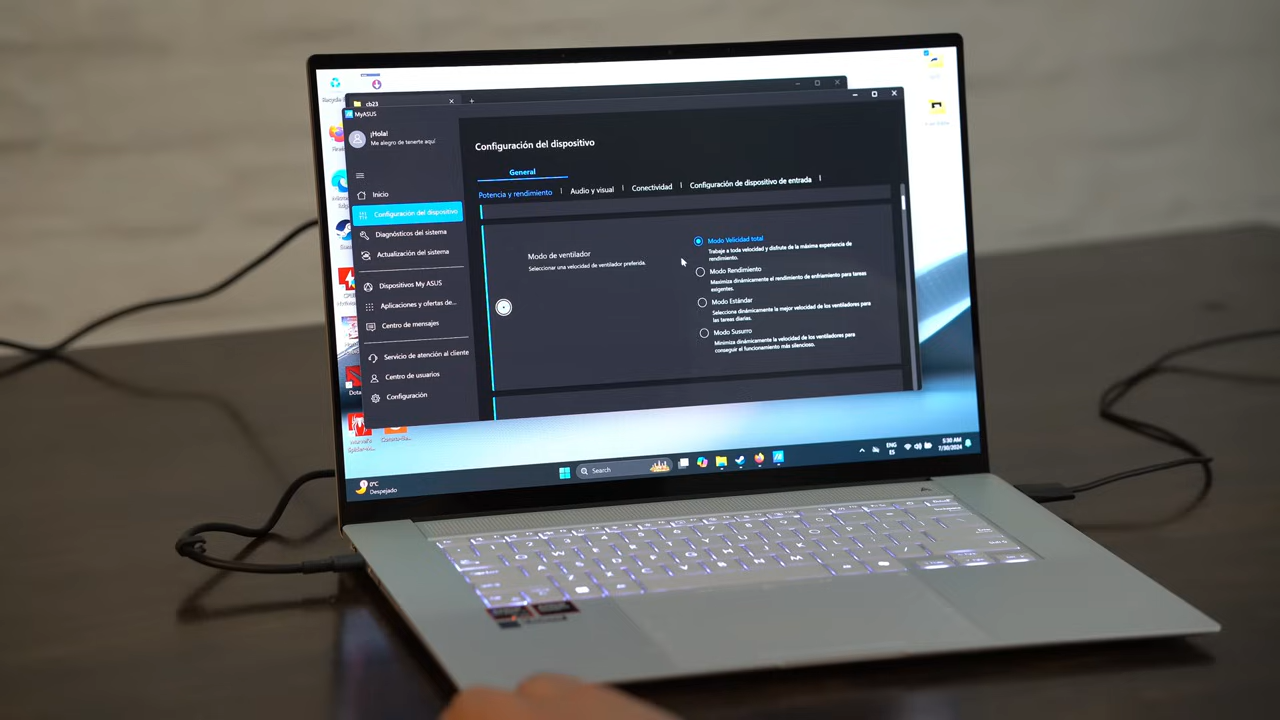 cb23
MyASUS
¡Hola!
Me alegro de tenerte aquí
Inicio
Configuración del dispositivo
Diagnósticos del sistema
Actualización del sistema
Dispositivos My ASUS
Aplicaciones y ofertas de...
Centro de mensajes
Servicio de atención al cliente
Centro de usuarios
Configuración
Configuración del dispositivo
General
Potencia y rendimiento
Audio y visual
Conectividad
Configuración de dispositivo de entrada
Modo de ventilador
Seleccionar una velocidad de ventilador preferida.
Modo Velocidad total
Trabaje a toda velocidad y disfrute de la máxima experiencia de
rendimiento.
Modo Rendimiento
Maximiza dinámicamente el rendimiento de enfriamiento para tareas
exigentes.
Modo Estándar
Selecciona dinámicamente la mejor velocidad de los ventiladores para
las tareas diarias.
Modo Susurro
Minimiza dinámicamente la velocidad de los ventiladores para
conseguir el funcionamiento más silencioso.
0°C
Despejado
Search
ENG
ES
5:30 AM
7/30/2024